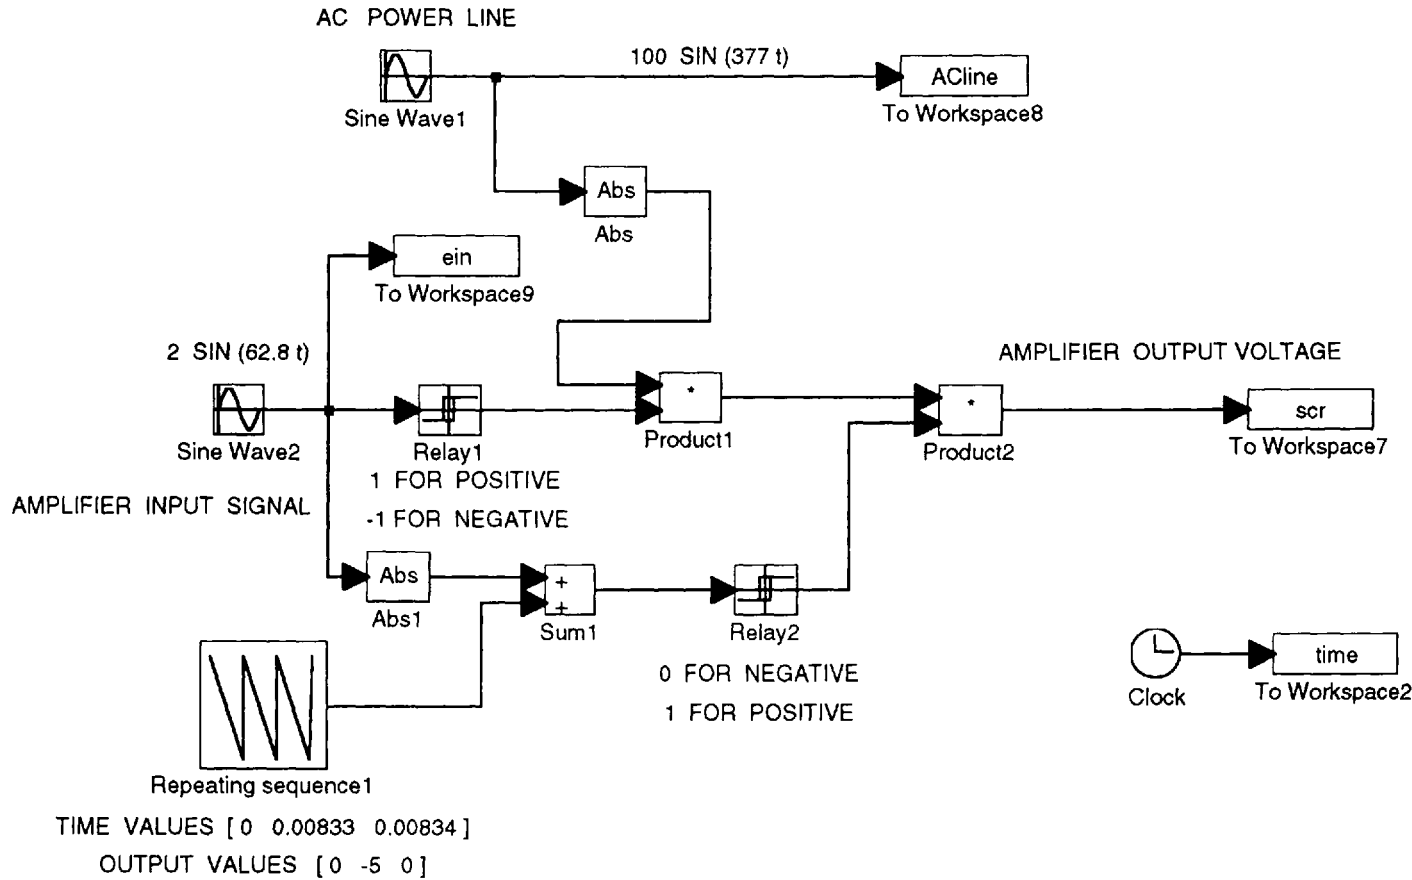 AC POWER LINE
100 SIN (377 t)
ACline
Sine Wave1
To Workspace8
Abs
Abs
ein
To Workspace9
2 SIN (62.8 t)
AMPLIFIER OUTPUT VOLTAGE
*
*
scr
Sine Wave2
Relay1
Product1
Product2
To Workspace7
1 FOR POSITIVE
AMPLIFIER INPUT SIGNAL
-1 FOR NEGATIVE
Abs
+
+
Abs1
Sum1
Relay2
time
0 FOR NEGATIVE
Clock
To Workspace2
1 FOR POSITIVE
Repeating sequence1
TIME VALUES [ 0 0.00833 0.00834 ]
OUTPUT VALUES [ 0 -5 0 ]